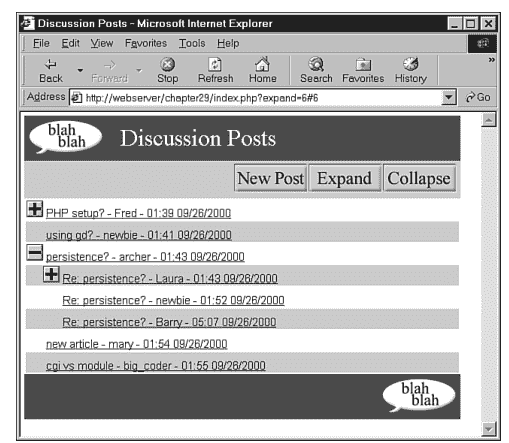 Discussion Posts - Microsoft Internet Explorer
File Edit View Favorites Tools Help
Back Forward Stop Refresh Home Search Favorites History »
Address http://webserver/chapter29/index.php?expand=6#6 Go
blah
blah
Discussion Posts
New Post Expand Collapse
PHP setup? - Fred - 01:39 09/26/2000
using gd? - newbie - 01:41 09/26/2000
persistence? - archer - 01:43 09/26/2000
Re: persistence? - Laura - 01:43 09/26/2000
Re: persistence? - newbie - 01:52 09/26/2000
Re: persistence? - Barry - 05:07 09/26/2000
new article - mary - 01:54 09/26/2000
cgi vs module - big_coder - 01:55 09/26/2000
blah
blah